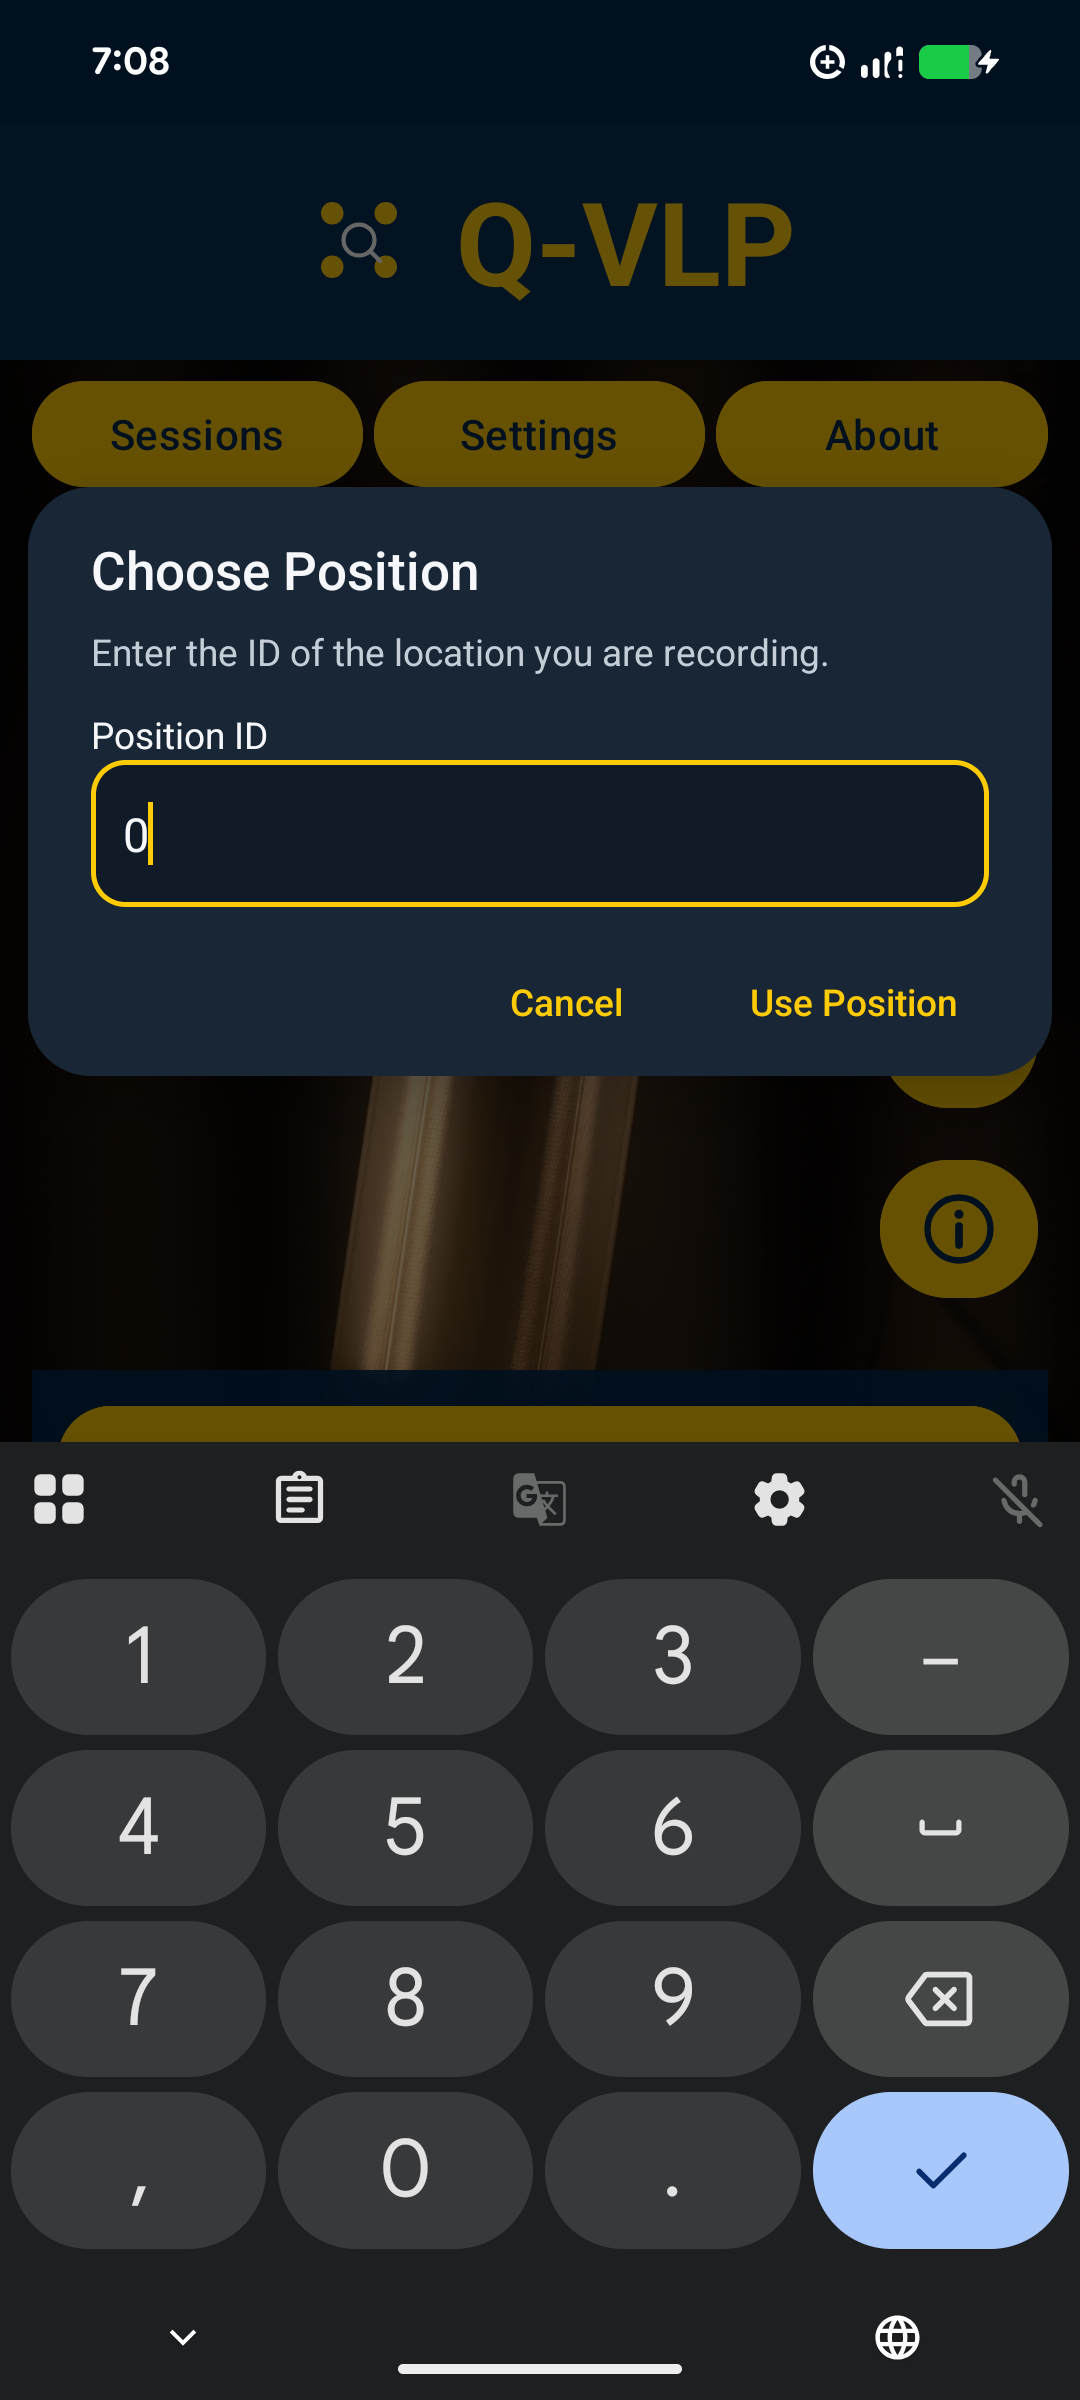 7:08
Q-VLP
Sessions Settings About
Choose Position
Enter the ID of the location you are recording.
Position ID
0
Cancel Use Position
1 2 3 –
4 5 6
7 8 9
, 0 .